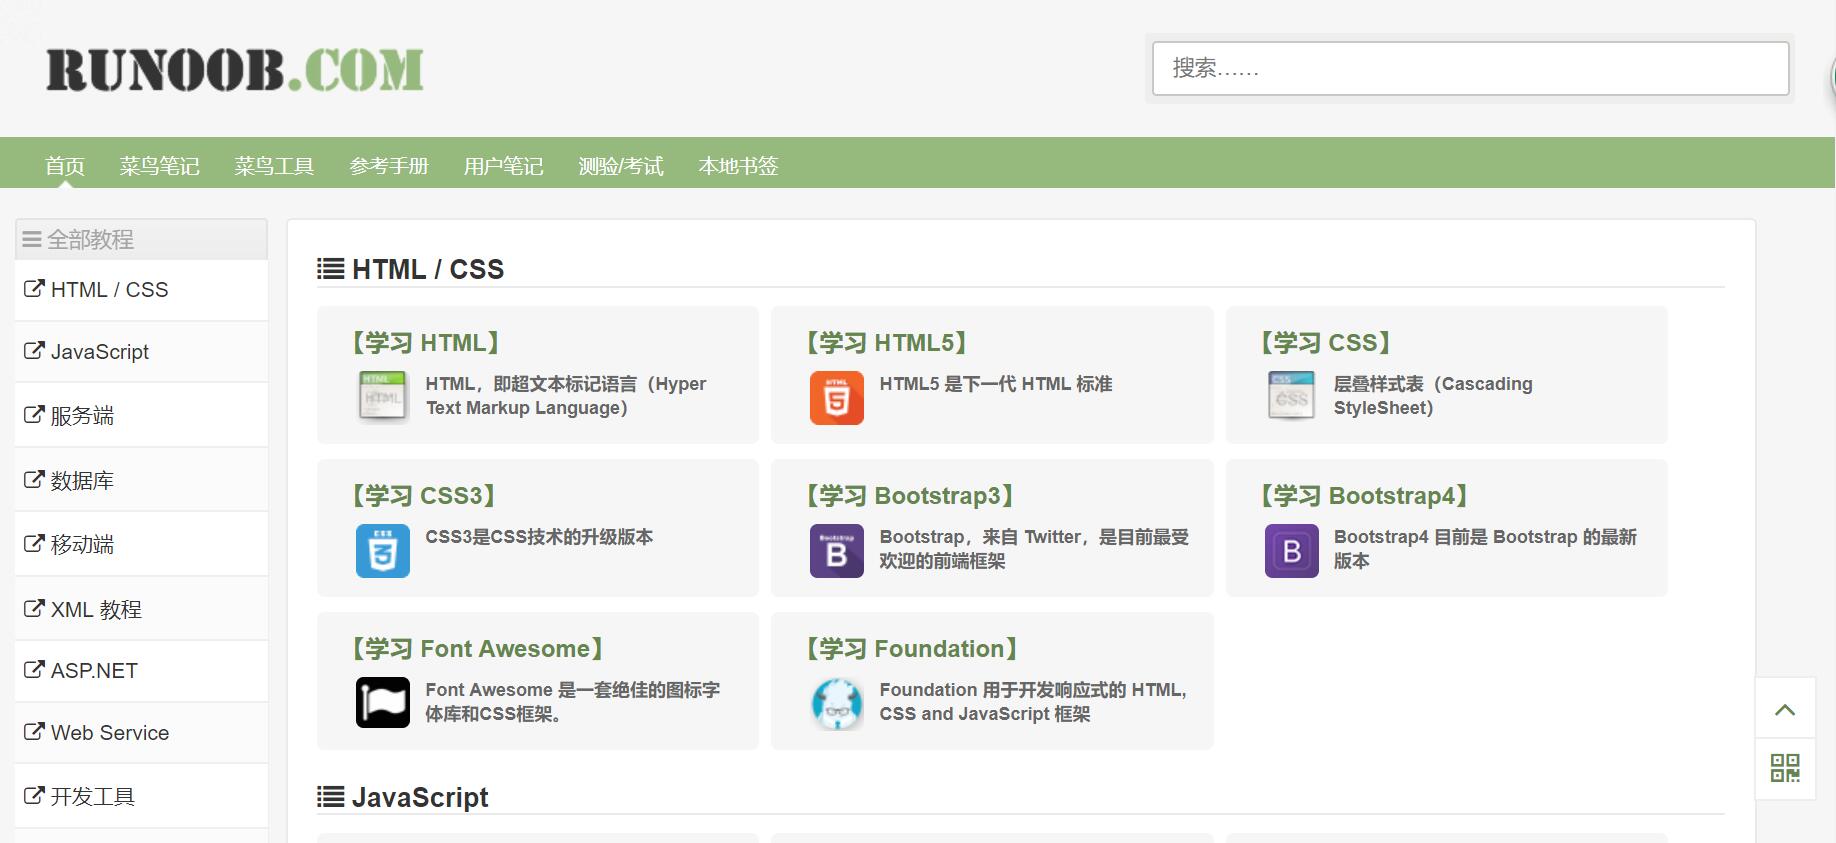 RUNOOB.COM
搜索……
首页 菜鸟笔记 菜鸟工具 参考手册 用户笔记 测验/考试 本地书签
全部教程
HTML / CSS
JavaScript
服务端
数据库
移动端
XML 教程
ASP.NET
Web Service
开发工具
HTML / CSS
【学习 HTML】
HTML
HTML
HTML，即超文本标记语言（Hyper
Text Markup Language）
【学习 HTML5】
HTML
5
HTML5 是下一代 HTML 标准
【学习 CSS】
CSS
CSS
层叠样式表（Cascading
StyleSheet）
【学习 CSS3】
CSS
3
CSS3是CSS技术的升级版本
【学习 Bootstrap3】
Bootstrap
B
Bootstrap，来自 Twitter，是目前最受
欢迎的前端框架
【学习 Bootstrap4】
B
Bootstrap4 目前是 Bootstrap 的最新
版本
【学习 Font Awesome】
Font Awesome 是一套绝佳的图标字
体库和CSS框架。
【学习 Foundation】
Foundation 用于开发响应式的 HTML,
CSS and JavaScript 框架
JavaScript